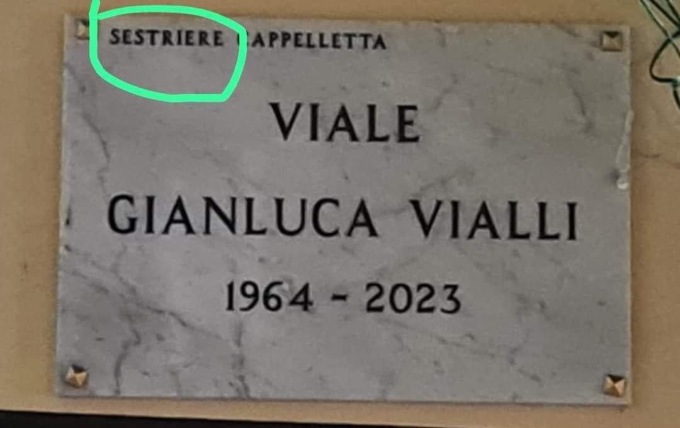 SESTRIERE CAPPELLETTA
VIALE
GIANLUCA VIALLI
1964 - 2023